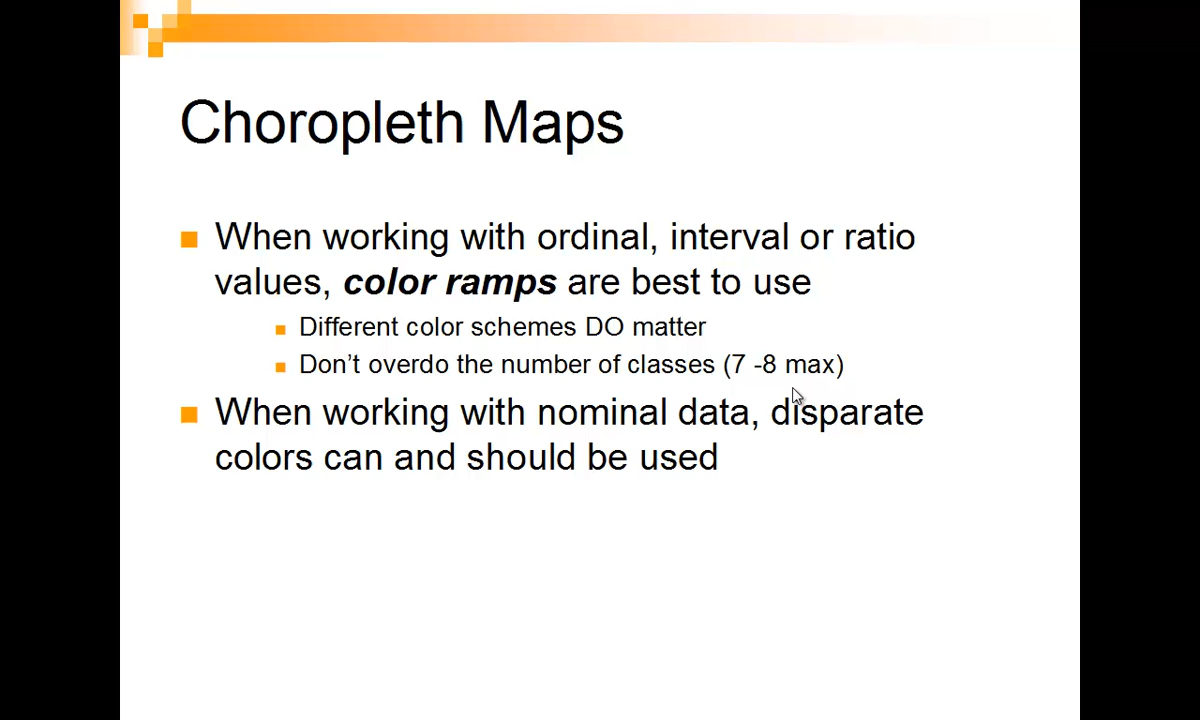 Choropleth Maps
When working with ordinal, interval or ratio
values, color ramps are best to use
Different color schemes DO matter
Don't overdo the number of classes (7 -8 max)
When working with nominal data, disparate
colors can and should be used